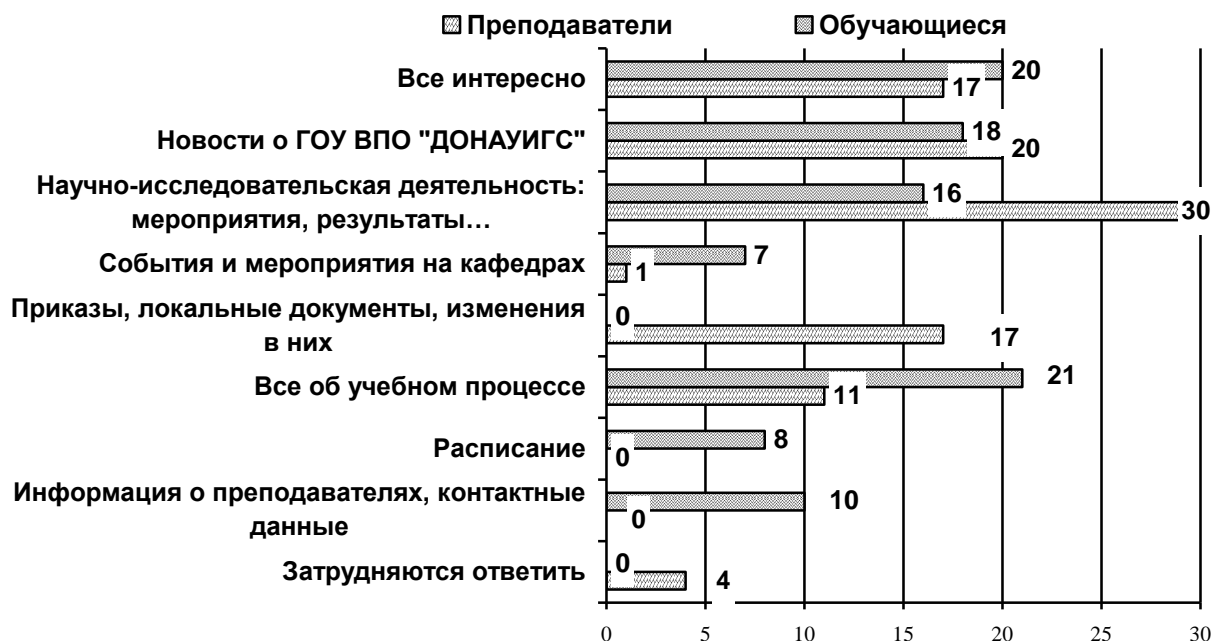 Преподаватели Обучающиеся
Все интересно
20
17
Новости о ГОУ ВПО "ДОНАУИГС"
18
20
Научно-исследовательская деятельность:
мероприятия, результаты…
16
30
События и мероприятия на кафедрах
7
1
Приказы, локальные документы, изменения
в них
0
17
Все об учебном процессе
21
11
Расписание
8
0
Информация о преподавателях, контактные
данные
10
0
Затрудняются ответить
0
4
0 5 10 15 20 25 30